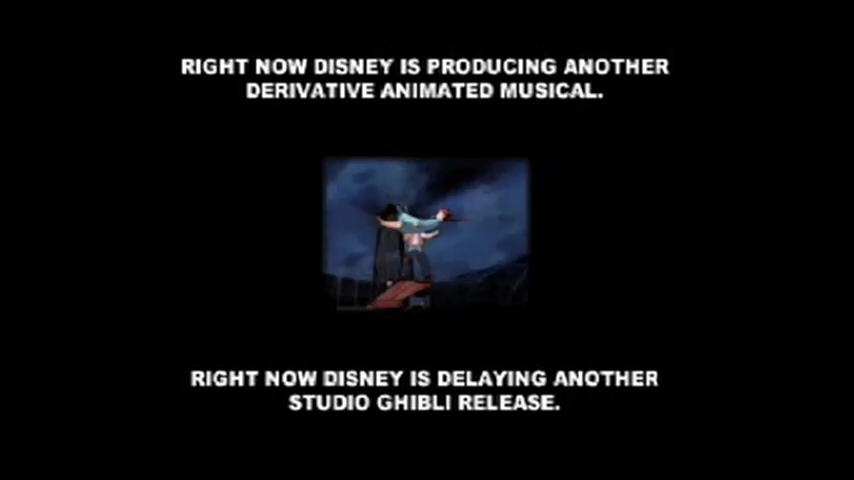 RIGHT NOW DISNEY IS PRODUCING ANOTHER
DERIVATIVE ANIMATED MUSICAL.
RIGHT NOW DISNEY IS DELAYING ANOTHER
STUDIO GHIBLI RELEASE.